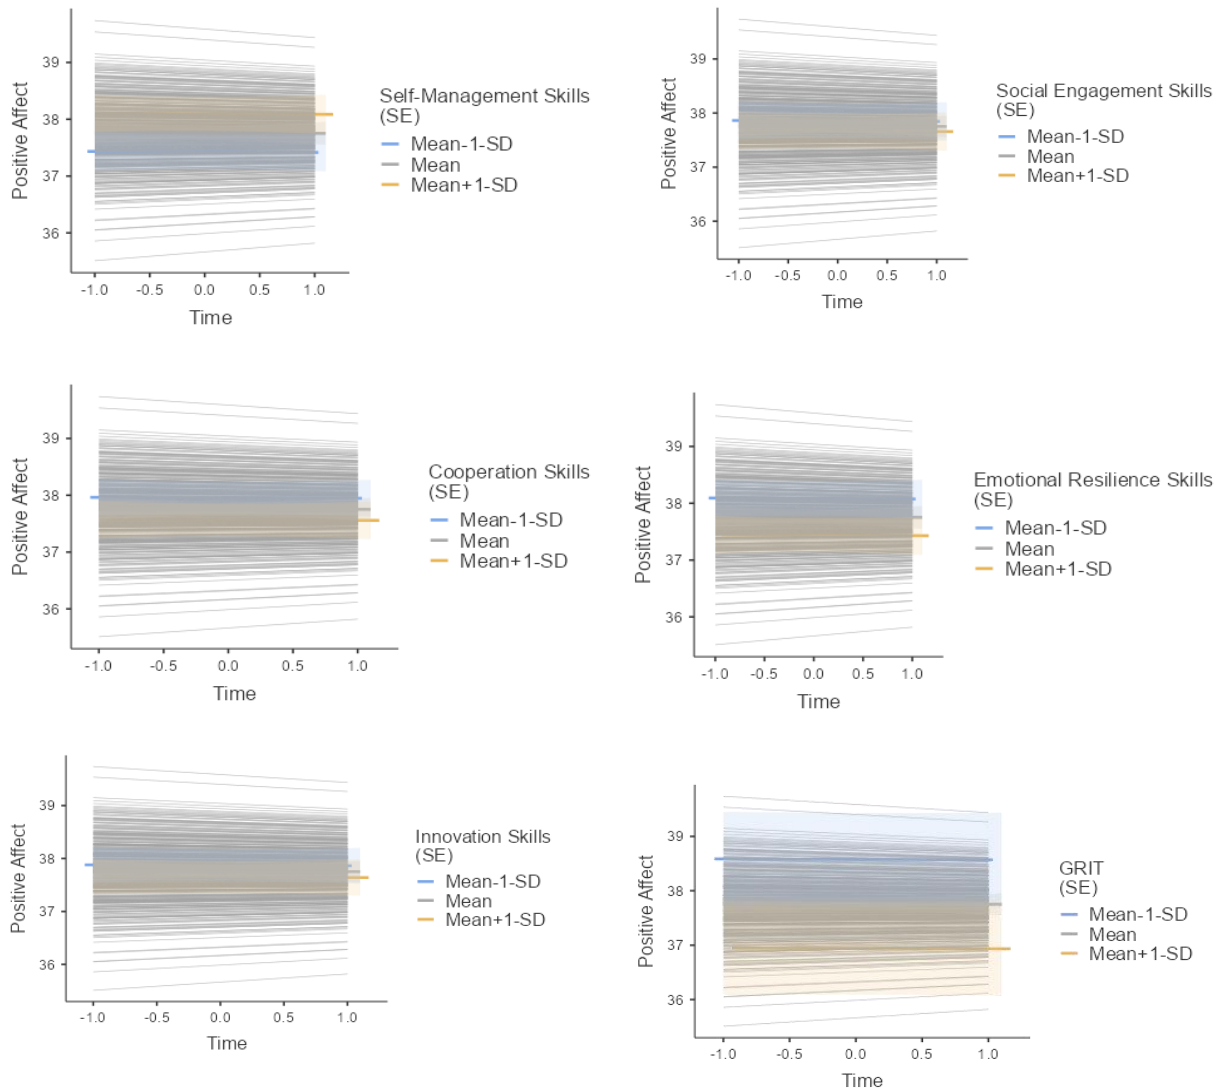 39
38
37
36
Positive Affect
-1.0 -0.5 0.0 0.5 1.0
Time
Self-Management Skills
(SE)
Mean-1-SD
Mean
Mean+1-SD
39
38
37
36
Positive Affect
-1.0 -0.5 0.0 0.5 1.0
Time
Social Engagement Skills
(SE)
Mean-1-SD
Mean
Mean+1-SD
39
38
37
36
Positive Affect
-1.0 -0.5 0.0 0.5 1.0
Time
Cooperation Skills
(SE)
Mean-1-SD
Mean
Mean+1-SD
39
38
37
36
Positive Affect
-1.0 -0.5 0.0 0.5 1.0
Time
Emotional Resilience Skills
(SE)
Mean-1-SD
Mean
Mean+1-SD
39
38
37
36
Positive Affect
-1.0 -0.5 0.0 0.5 1.0
Time
Innovation Skills
(SE)
Mean-1-SD
Mean
Mean+1-SD
39
38
37
36
Positive Affect
-1.0 -0.5 0.0 0.5 1.0
Time
GRIT
(SE)
Mean-1-SD
Mean
Mean+1-SD